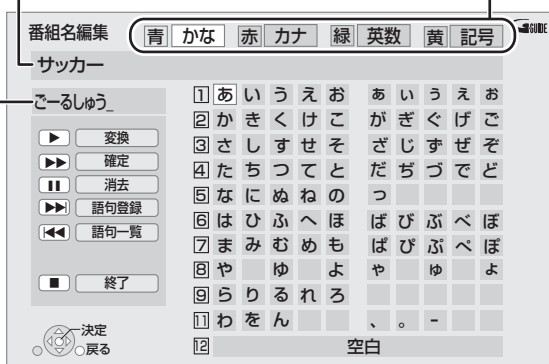 番組名編集 青 かな 赤 カナ 緑 英数 黄 記号 GUIDE
サッカー
ごーるしゅう_
▶ 変換
▶▶ 確定
❚❚ 消去
▶▶| 語句登録
|◀◀ 語句一覧
■ 終了
決定
戻る
1 あ い う え お ぁ ぃ ぅ ぇ ぉ
2 か き く け こ が ぎ ぐ げ ご
3 さ し す せ そ ざ じ ず ぜ ぞ
4 た ち つ て と だ ぢ づ で ど
5 な に ぬ ね の っ
6 は ひ ふ へ ほ ば び ぶ べ ぼ
7 ま み む め も ぱ ぴ ぷ ぺ ぽ
8 や ゆ よ ゃ ゅ ょ
9 ら り る れ ろ
11 わ を ん 、 。 -
12 空白